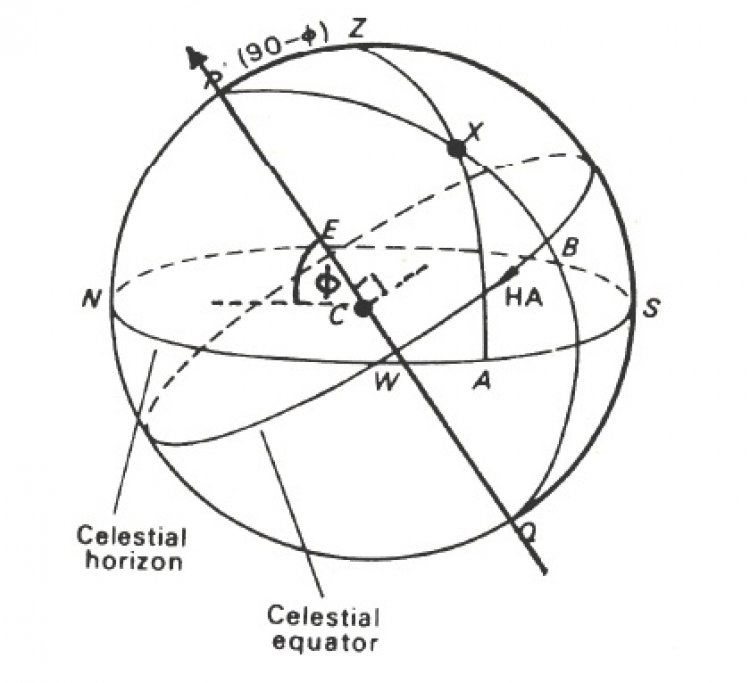 P (90–ϕ)
Z
X
E
B
ϕ
N
HA
S
C
W
A
Q
Celestial
horizon
Celestial
equator